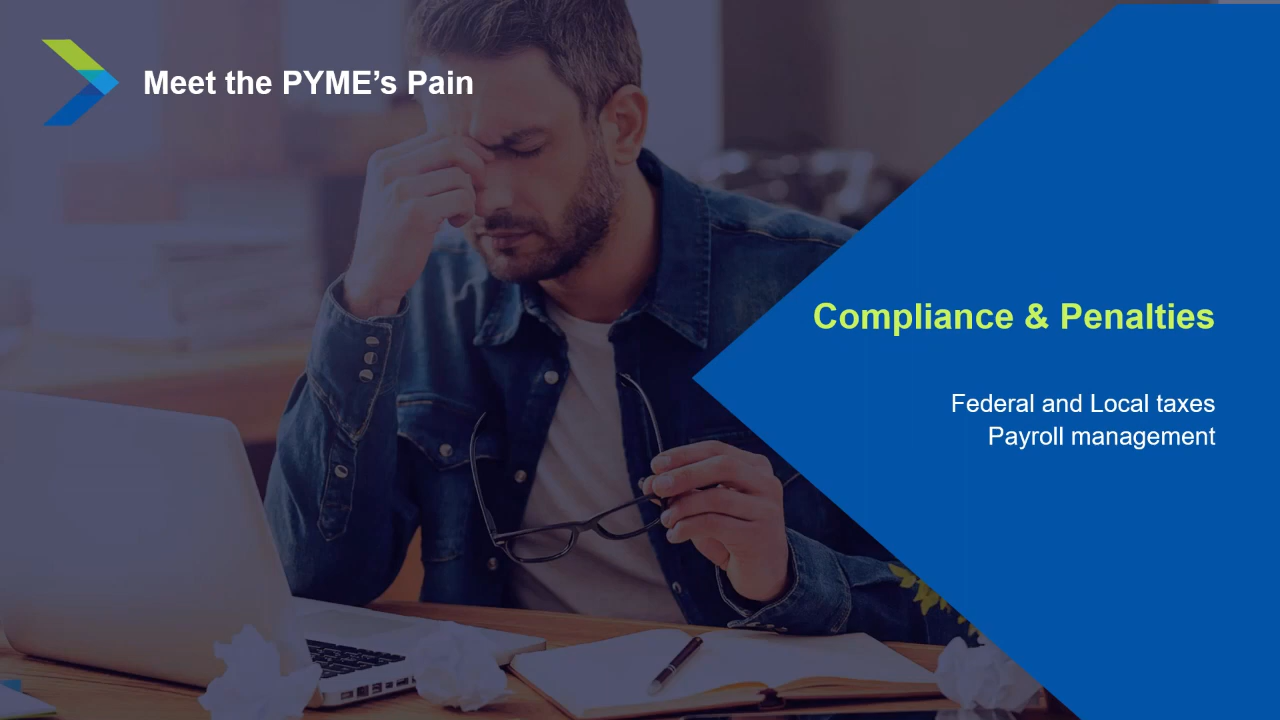 Meet the PYME’s Pain
Compliance & Penalties
Federal and Local taxes
Payroll management